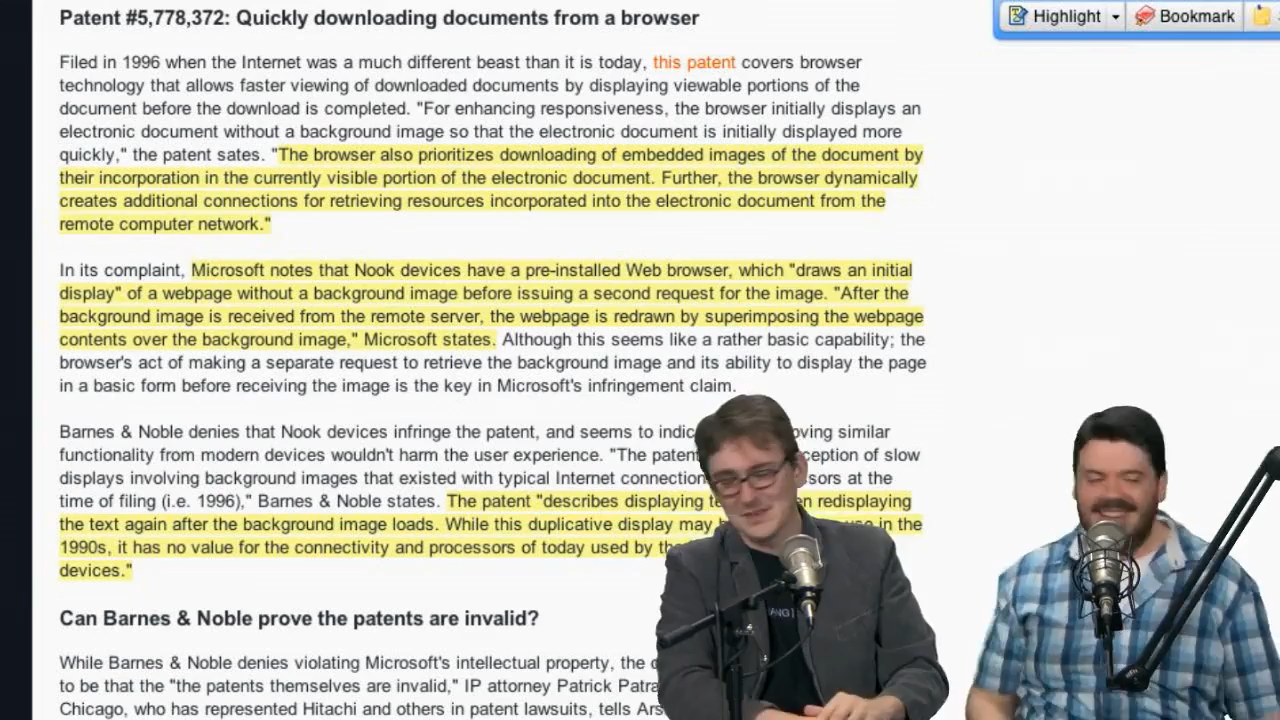 Patent #5,778,372: Quickly downloading documents from a browser
Highlight
Bookmark
Filed in 1996 when the Internet was a much different beast than it is today, this patent covers browser
technology that allows faster viewing of downloaded documents by displaying viewable portions of the
document before the download is completed. "For enhancing responsiveness, the browser initially displays an
electronic document without a background image so that the electronic document is initially displayed more
quickly," the patent sates. "The browser also prioritizes downloading of embedded images of the document by
their incorporation in the currently visible portion of the electronic document. Further, the browser dynamically
creates additional connections for retrieving resources incorporated into the electronic document from the
remote computer network."
In its complaint, Microsoft notes that Nook devices have a pre-installed Web browser, which "draws an initial
display" of a webpage without a background image before issuing a second request for the image. "After the
background image is received from the remote server, the webpage is redrawn by superimposing the webpage
contents over the background image," Microsoft states. Although this seems like a rather basic capability; the
browser's act of making a separate request to retrieve the background image and its ability to display the page
in a basic form before receiving the image is the key in Microsoft's infringement claim.
Barnes & Noble denies that Nook devices infringe the patent, and seems to indic oving similar
functionality from modern devices wouldn't harm the user experience. "The paten ception of slow
displays involving background images that existed with typical Internet connection sors at the
time of filing (i.e. 1996)," Barnes & Noble states. The patent "describes displaying te n redisplaying
the text again after the background image loads. While this duplicative display may use in the
1990s, it has no value for the connectivity and processors of today used by th
devices."
Can Barnes & Noble prove the patents are invalid?
While Barnes & Noble denies violating Microsoft's intellectual property, the
to be that the "the patents themselves are invalid," IP attorney Patrick Patra
Chicago, who has represented Hitachi and others in patent lawsuits, tells Ars